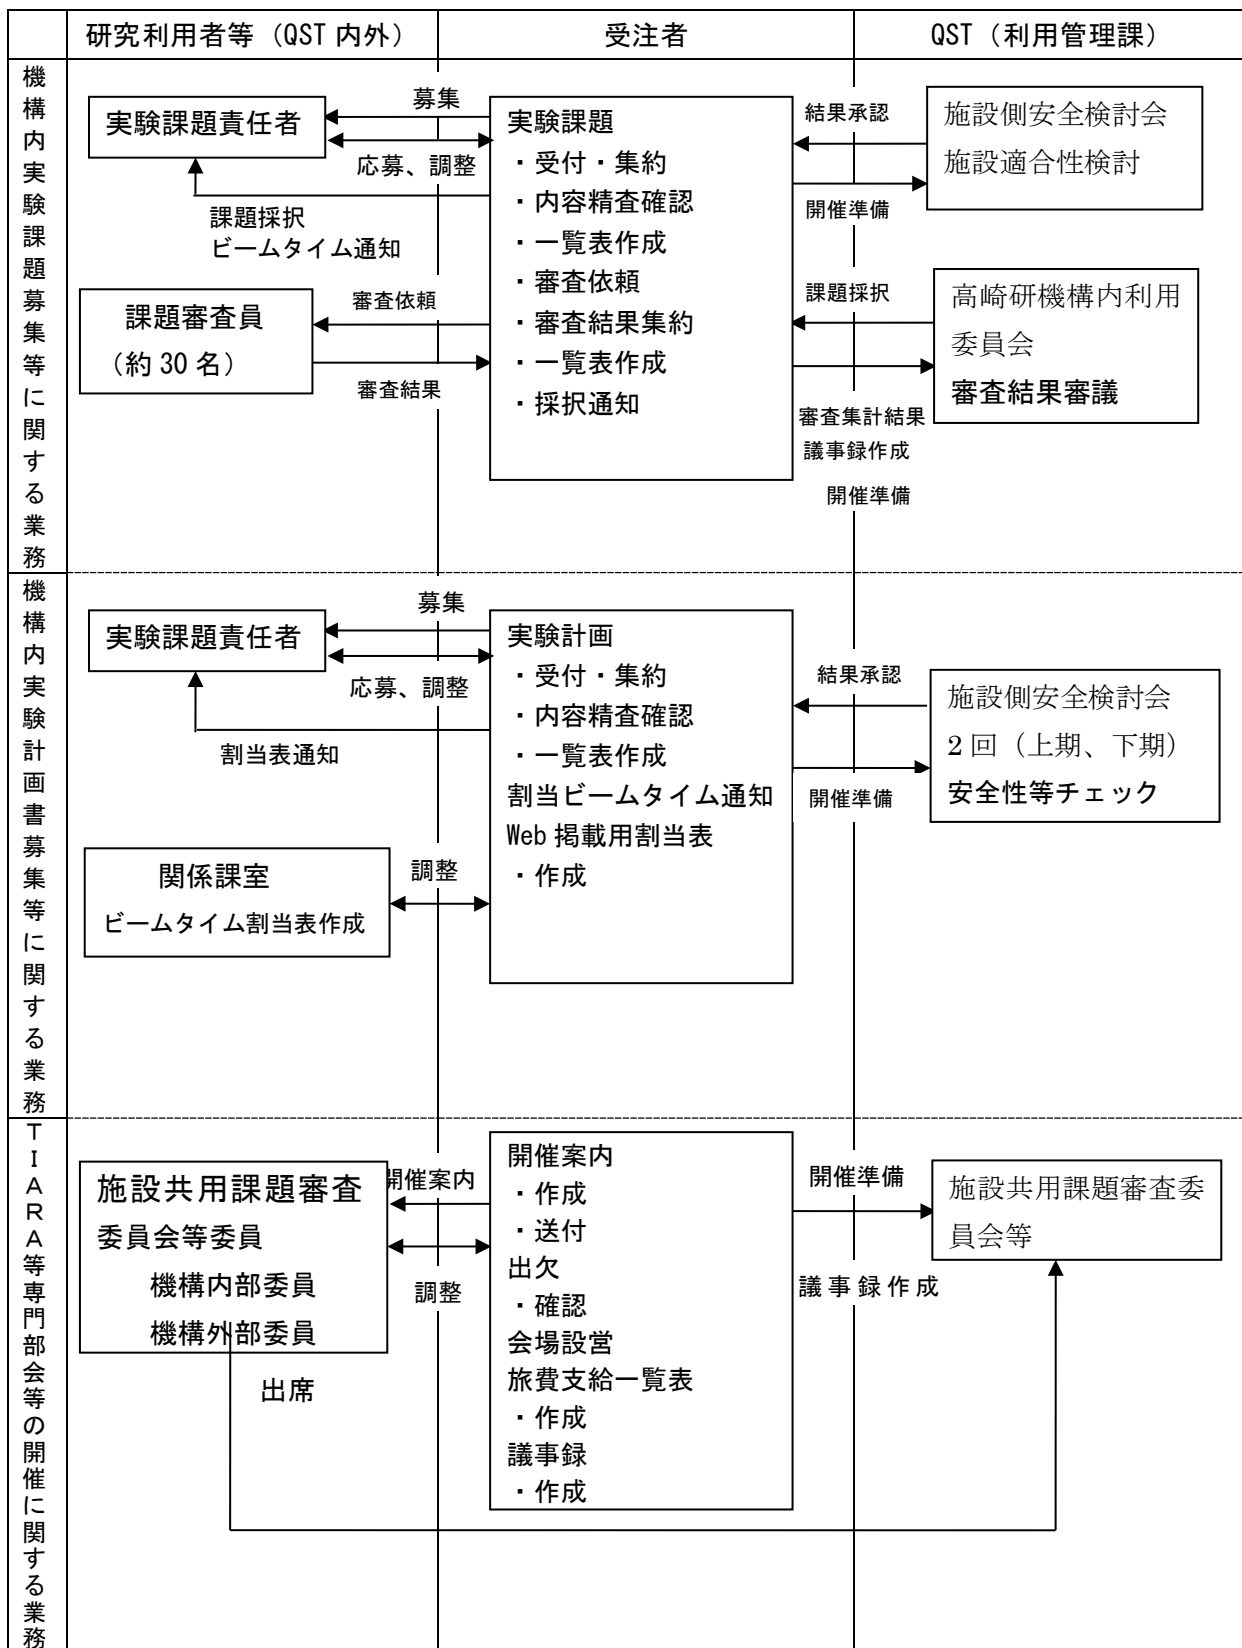 研究利用者等（QST 内外）
受注者
QST（利用管理課）
機構内実験課題募集等に関する業務
実験課題責任者
募集
応募、調整
課題採択
ビームタイム通知
課題審査員
（約 30 名）
審査依頼
審査結果
実験課題
・受付・集約
・内容精査確認
・一覧表作成
・審査依頼
・審査結果集約
・一覧表作成
・採択通知
結果承認
開催準備
施設側安全検討会
施設適合性検討
課題採択
審査集計結果
議事録作成
開催準備
高崎研機構内利用
委員会
審査結果審議
機構内実験計画書募集等に関する業務
実験課題責任者
募集
応募、調整
割当表通知
関係課室
ビームタイム割当表作成
調整
実験計画
・受付・集約
・内容精査確認
・一覧表作成
割当ビームタイム通知
Web 掲載用割当表
・作成
結果承認
開催準備
施設側安全検討会
2 回（上期、下期）
安全性等チェック
ＴＩＡＲＡ等専門部会等の開催に関する業務
施設共用課題審査
委員会等委員
機構内部委員
機構外部委員
開催案内
調整
出席
開催案内
・作成
・送付
出欠
・確認
会場設営
旅費支給一覧表
・作成
議事録
・作成
開催準備
議事録作成
施設共用課題審査委
員会等